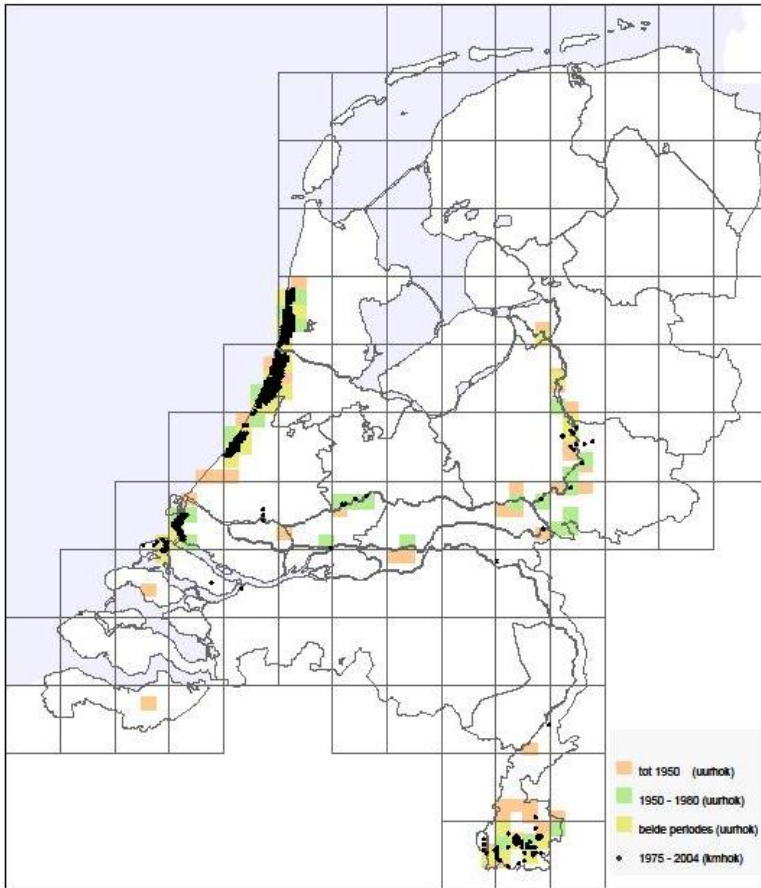 tot 1950 (uurhok)
1950 - 1980 (uurhok)
beide periodes (uurhok)
1975 - 2004 (kmhok)